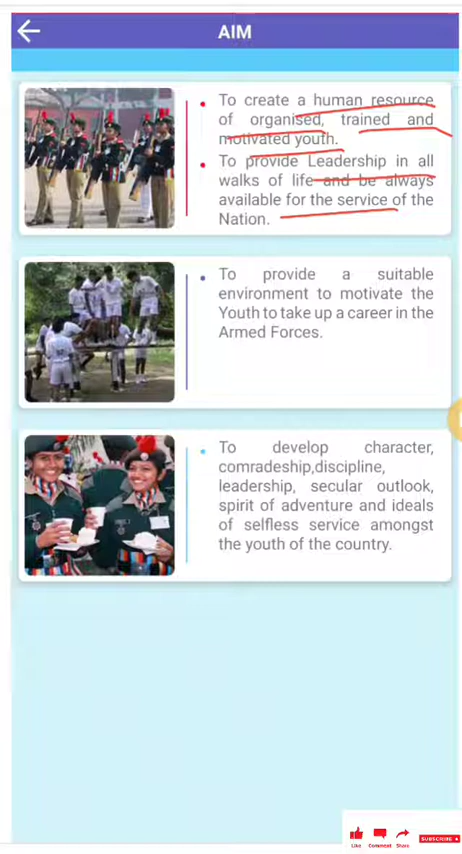 AIM
To create a human resource
of organised, trained and
motivated youth.
To provide Leadership in all
walks of life and be always
available for the service of the
Nation.
To provide a suitable
environment to motivate the
Youth to take up a career in the
Armed Forces.
To develop character,
comradeship,discipline,
leadership, secular outlook,
spirit of adventure and ideals
of selfless service amongst
the youth of the country.
Like Comment Share SUBSCRIBE